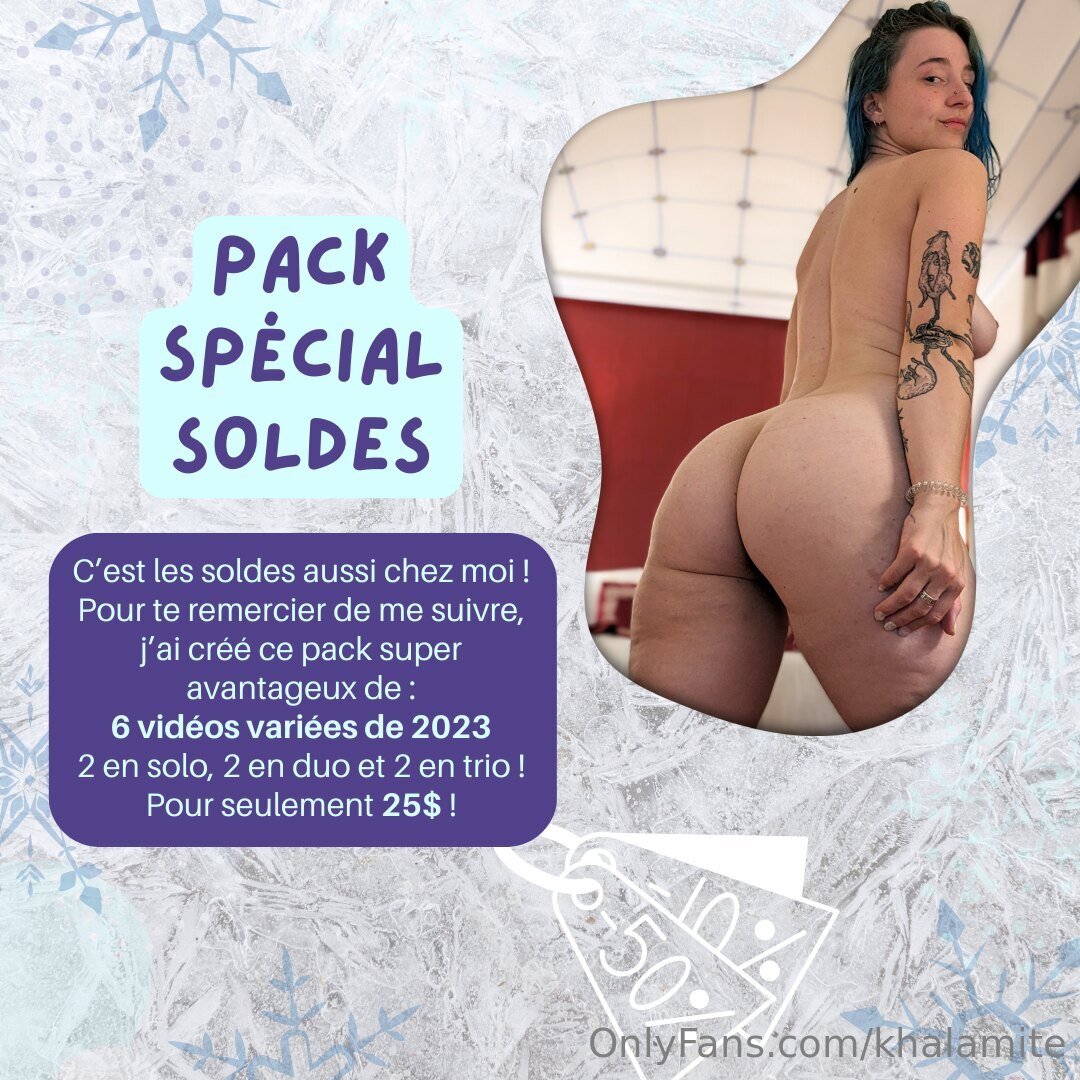 PACK
SPÉCIAL
SOLDES
C’est les soldes aussi chez moi !
Pour te remercier de me suivre,
j’ai créé ce pack super
avantageux de :
6 vidéos variées de 2023
2 en solo, 2 en duo et 2 en trio !
Pour seulement 25$ !
-10%
-50%
OnlyFans.com/khalamite